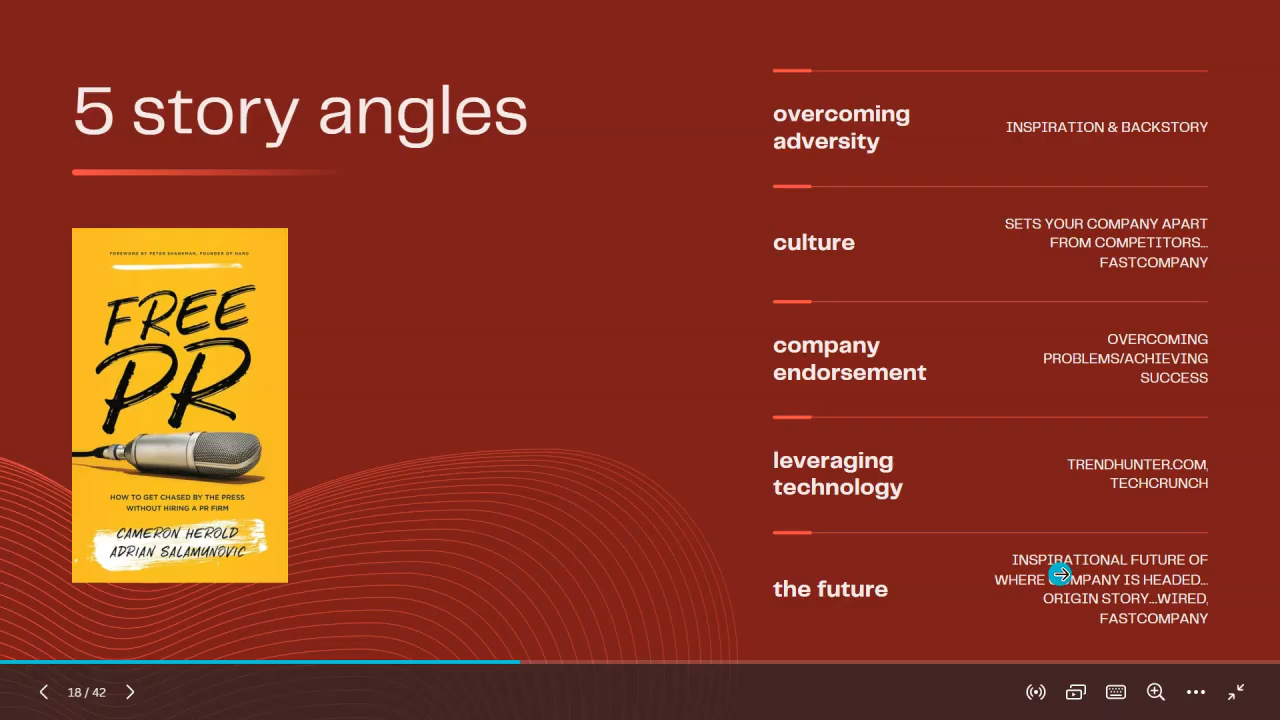 5 story angles
FOREWORD BY PETER SHANKMAN, FOUNDER OF HARO
FREE
PR
HOW TO GET CHASED BY THE PRESS
WITHOUT HIRING A PR FIRM
CAMERON HEROLD
ADRIAN SALAMUNOVIC
overcoming
adversity
INSPIRATION & BACKSTORY
culture
SETS YOUR COMPANY APART
FROM COMPETITORS...
FASTCOMPANY
company
endorsement
OVERCOMING
PROBLEMS/ACHIEVING
SUCCESS
leveraging
technology
TRENDHUNTER.COM,
TECHCRUNCH
the future
INSPIRATIONAL FUTURE OF
WHERE COMPANY IS HEADED...
ORIGIN STORY...WIRED,
FASTCOMPANY
18 / 42